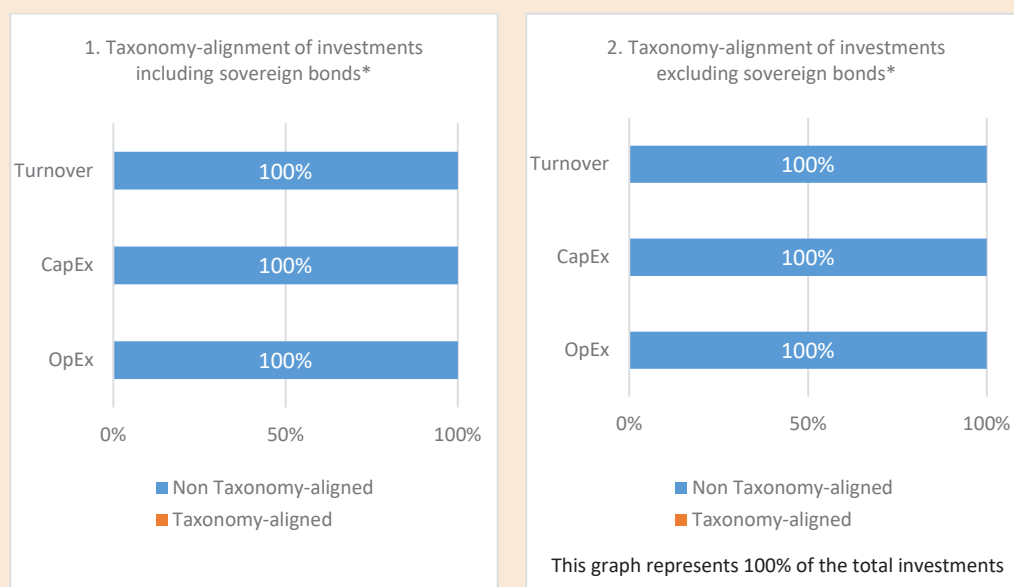 1. Taxonomy-alignment of investments
including sovereign bonds*
Turnover
100%
CapEx
100%
OpEx
100%
0%
50%
100%
Non Taxonomy-aligned
Taxonomy-aligned
2. Taxonomy-alignment of investments
excluding sovereign bonds*
Turnover
100%
CapEx
100%
OpEx
100%
0%
50%
100%
Non Taxonomy-aligned
Taxonomy-aligned
This graph represents 100% of the total investments